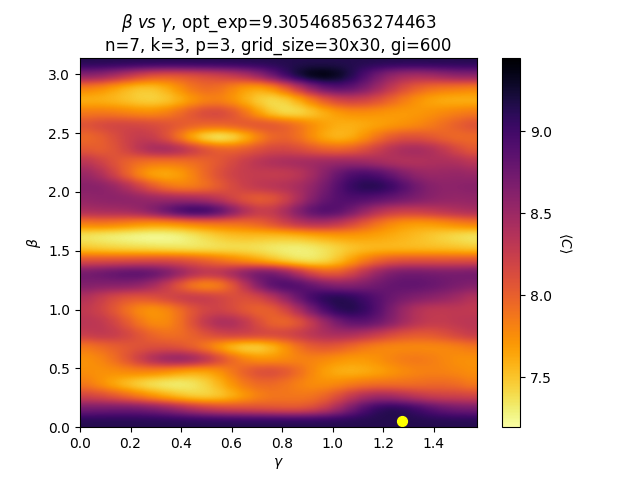 β vs γ, opt_exp=9.305468563274463
n=7, k=3, p=3, grid_size=30x30, gi=600
3.0
2.5
2.0
1.5
1.0
0.5
0.0
β
0.0 0.2 0.4 0.6 0.8 1.0 1.2 1.4
γ
9.0
8.5
8.0
7.5
⟨C⟩